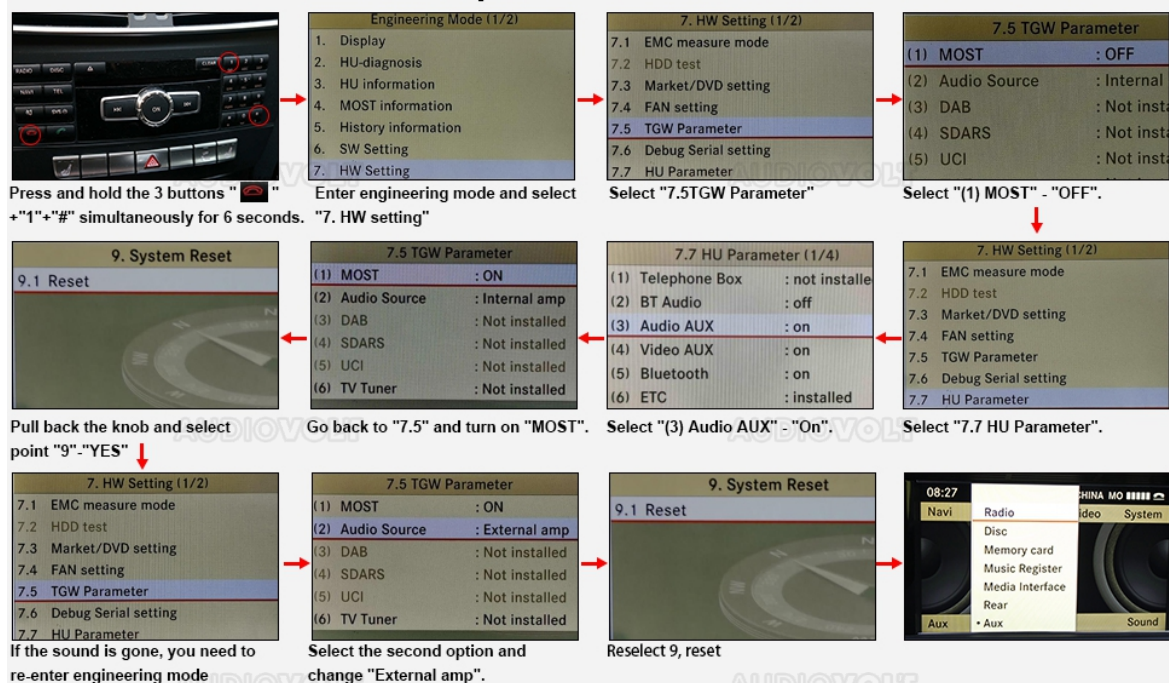 RADIO
DISC
NAVI
TEL
CLEAR
ON
Press and hold the 3 buttons " "
+"1"+"#" simultaneously for 6 seconds.
Engineering Mode (1/2)
1. Display
2. HU-diagnosis
3. HU information
4. MOST information
5. History information
6. SW Setting
7. HW Setting
Enter engineering mode and select
"7. HW setting"
7. HW Setting (1/2)
7.1 EMC measure mode
7.2 HDD test
7.3 Market/DVD setting
7.4 FAN setting
7.5 TGW Parameter
7.6 Debug Serial setting
7.7 HU Parameter
Select "7.5TGW Parameter"
7.5 TGW Parameter
(1) MOST : OFF
(2) Audio Source : Internal
(3) DAB : Not insta
(4) SDARS : Not insta
(5) UCI : Not insta
Select "(1) MOST" - "OFF".
9. System Reset
9.1 Reset
Pull back the knob and select
point "9"-"YES"
7.5 TGW Parameter
(1) MOST : ON
(2) Audio Source : Internal amp
(3) DAB : Not installed
(4) SDARS : Not installed
(5) UCI : Not installed
(6) TV Tuner : Not installed
Go back to "7.5" and turn on "MOST".
7.7 HU Parameter (1/4)
(1) Telephone Box : not installe
(2) BT Audio : off
(3) Audio AUX : on
(4) Video AUX : on
(5) Bluetooth : on
(6) ETC : installed
Select "(3) Audio AUX" - "On".
7. HW Setting (1/2)
7.1 EMC measure mode
7.2 HDD test
7.3 Market/DVD setting
7.4 FAN setting
7.5 TGW Parameter
7.6 Debug Serial setting
7.7 HU Parameter
Select "7.7 HU Parameter".
7. HW Setting (1/2)
7.1 EMC measure mode
7.2 HDD test
7.3 Market/DVD setting
7.4 FAN setting
7.5 TGW Parameter
7.6 Debug Serial setting
7.7 HU Parameter
If the sound is gone, you need to
re-enter engineering mode
7.5 TGW Parameter
(1) MOST : ON
(2) Audio Source : External amp
(3) DAB : Not installed
(4) SDARS : Not installed
(5) UCI : Not installed
(6) TV Tuner : Not installed
Select the second option and
change "External amp".
9. System Reset
9.1 Reset
Reselect 9, reset
08:27
CHINA MO
Navi
ideo System
Radio
Disc
Memory card
Music Register
Media Interface
Rear
• Aux
Aux
Sound
AUDIOVOLT
AUDIOVOLT
AUDIOVOLT
AUDIOVOLT
AUDIOVOLT
AUDIOVOLT